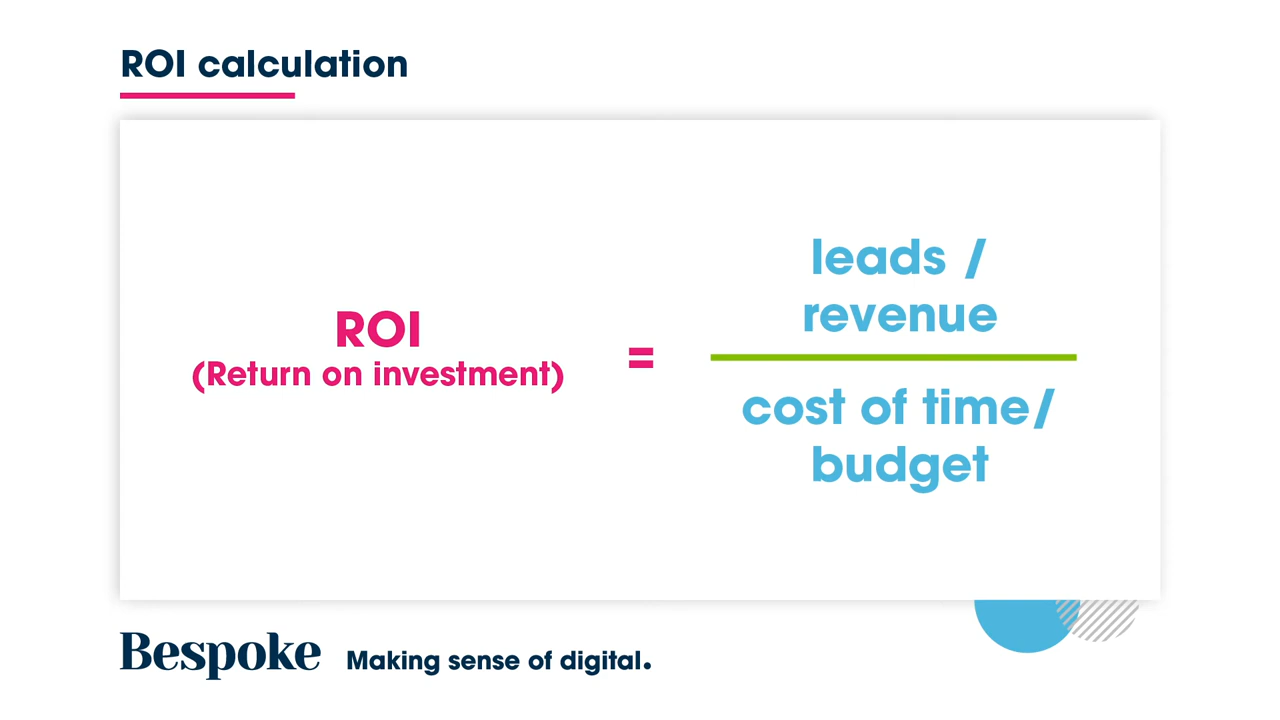 ROI calculation
ROI
(Return on investment)
=
leads /
revenue
cost of time/
budget
Bespoke Making sense of digital.